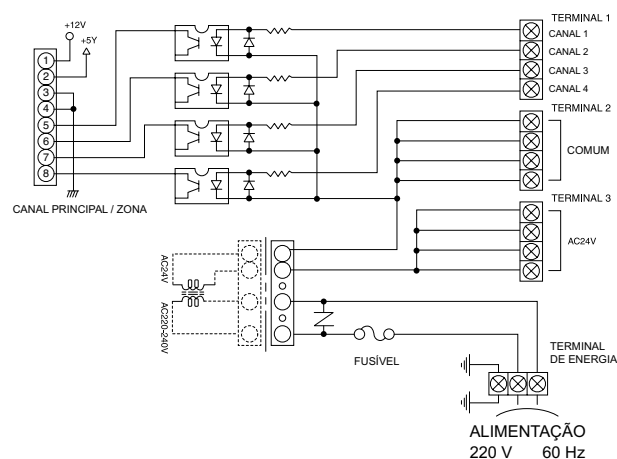 +12V
+5Y
1
2
3
4
5
6
7
8
CANAL PRINCIPAL / ZONA
TERMINAL 1
CANAL 1
CANAL 2
CANAL 3
CANAL 4
TERMINAL 2
COMUM
TERMINAL 3
AC24V
AC24V
AC220-240V
FUSÍVEL
TERMINAL
DE ENERGIA
ALIMENTAÇÃO
220 V 60 Hz